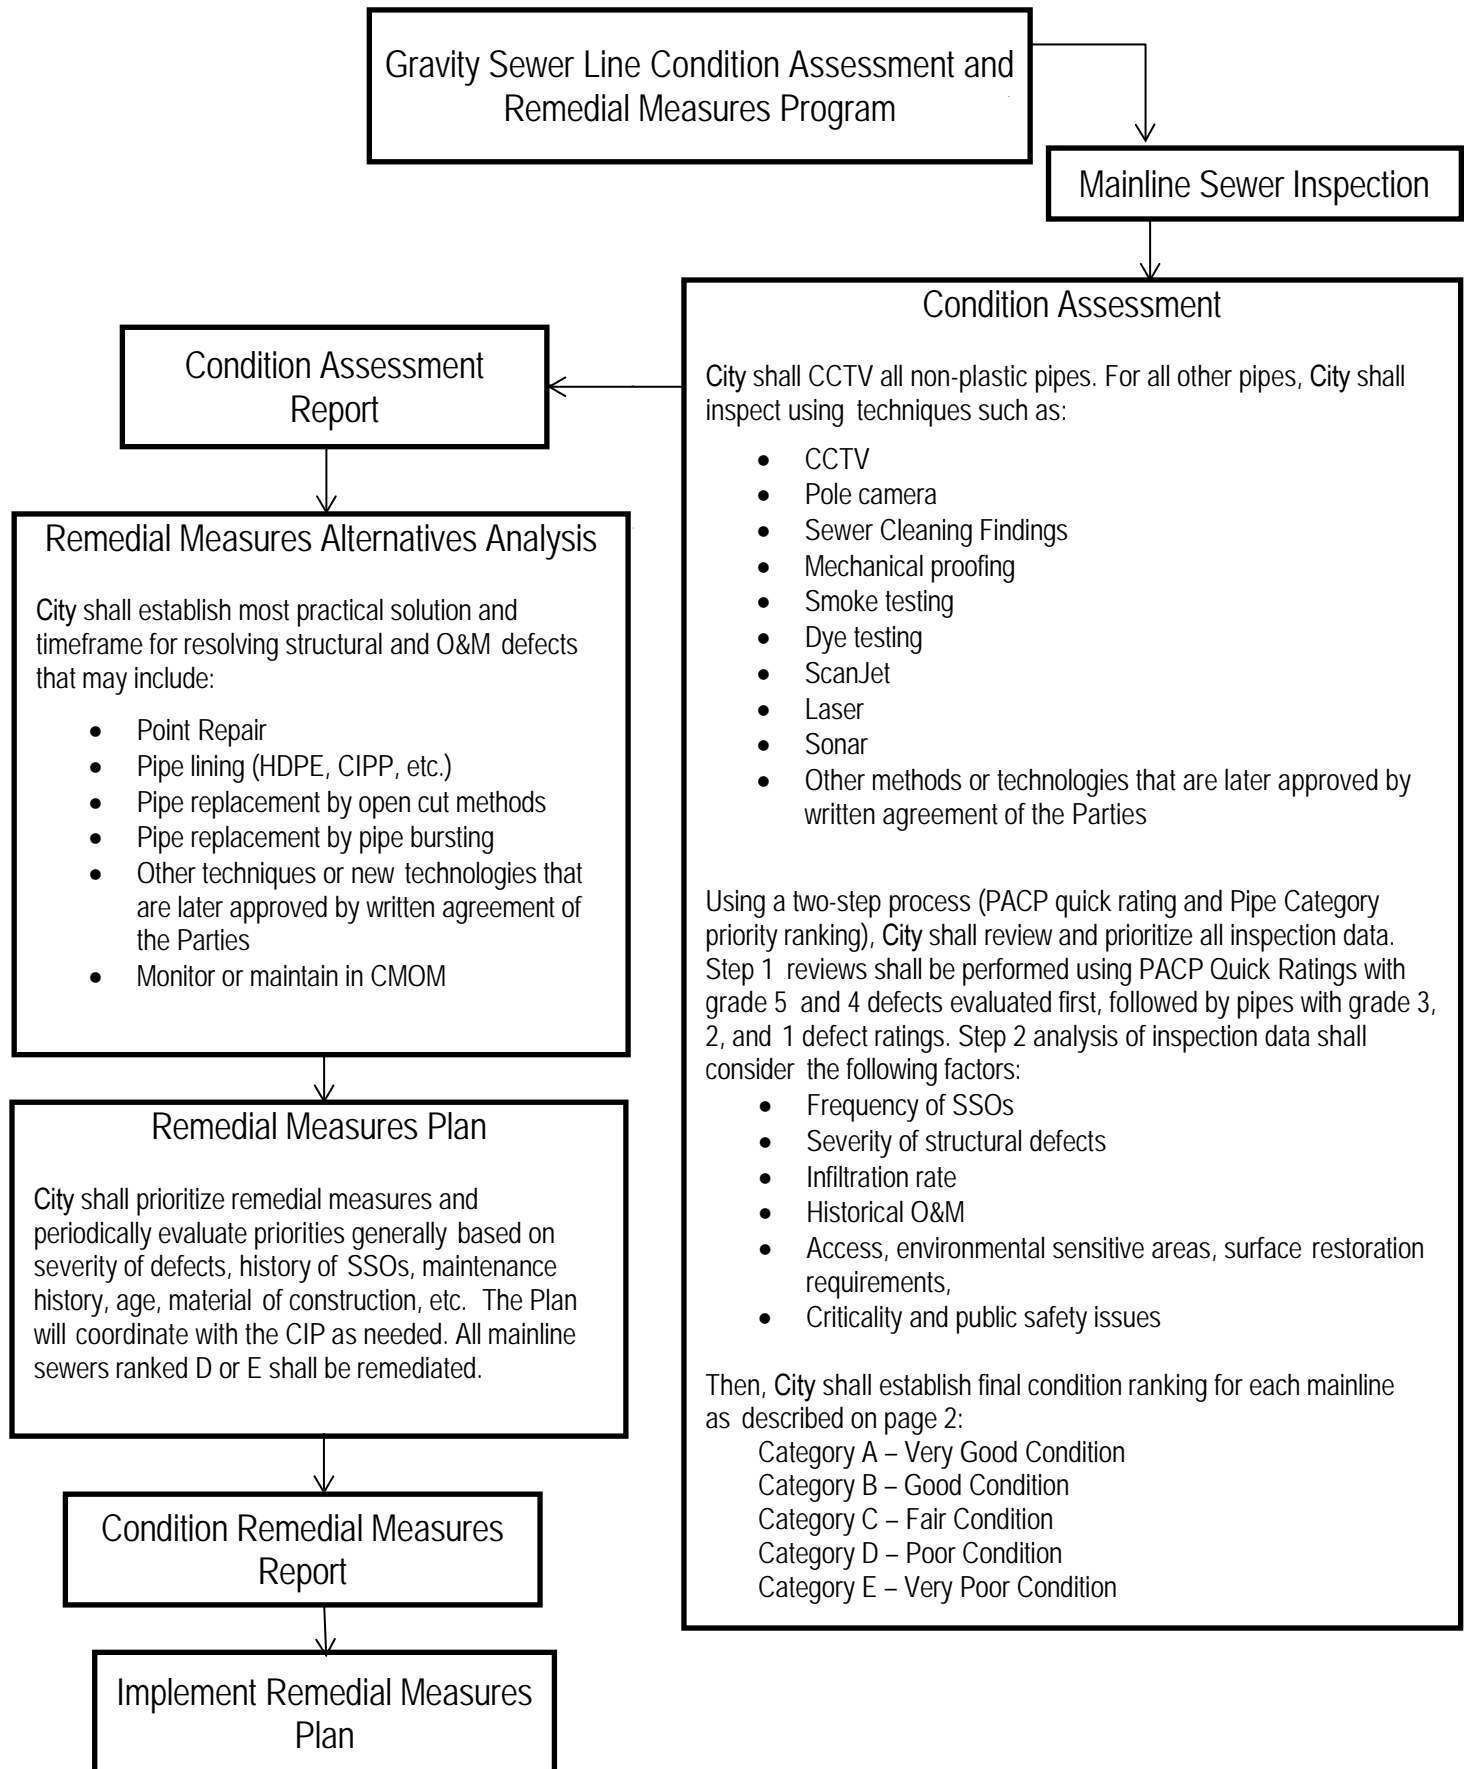 Gravity Sewer Line Condition Assessment and
Remedial Measures Program
Mainline Sewer Inspection
Condition Assessment
City shall CCTV all non-plastic pipes. For all other pipes, City shall
inspect using techniques such as:
• CCTV
• Pole camera
• Sewer Cleaning Findings
• Mechanical proofing
• Smoke testing
• Dye testing
• ScanJet
• Laser
• Sonar
• Other methods or technologies that are later approved by
written agreement of the Parties
Using a two-step process (PACP quick rating and Pipe Category
priority ranking), City shall review and prioritize all inspection data.
Step 1 reviews shall be performed using PACP Quick Ratings with
grade 5 and 4 defects evaluated first, followed by pipes with grade 3,
2, and 1 defect ratings. Step 2 analysis of inspection data shall
consider the following factors:
• Frequency of SSOs
• Severity of structural defects
• Infiltration rate
• Historical O&M
• Access, environmental sensitive areas, surface restoration
requirements,
• Criticality and public safety issues
Then, City shall establish final condition ranking for each mainline
as described on page 2:
Category A – Very Good Condition
Category B – Good Condition
Category C – Fair Condition
Category D – Poor Condition
Category E – Very Poor Condition
Condition Assessment
Report
Remedial Measures Alternatives Analysis
City shall establish most practical solution and
timeframe for resolving structural and O&M defects
that may include:
• Point Repair
• Pipe lining (HDPE, CIPP, etc.)
• Pipe replacement by open cut methods
• Pipe replacement by pipe bursting
• Other techniques or new technologies that
are later approved by written agreement of
the Parties
• Monitor or maintain in CMOM
Remedial Measures Plan
City shall prioritize remedial measures and
periodically evaluate priorities generally based on
severity of defects, history of SSOs, maintenance
history, age, material of construction, etc. The Plan
will coordinate with the CIP as needed. All mainline
sewers ranked D or E shall be remediated.
Condition Remedial Measures
Report
Implement Remedial Measures
Plan